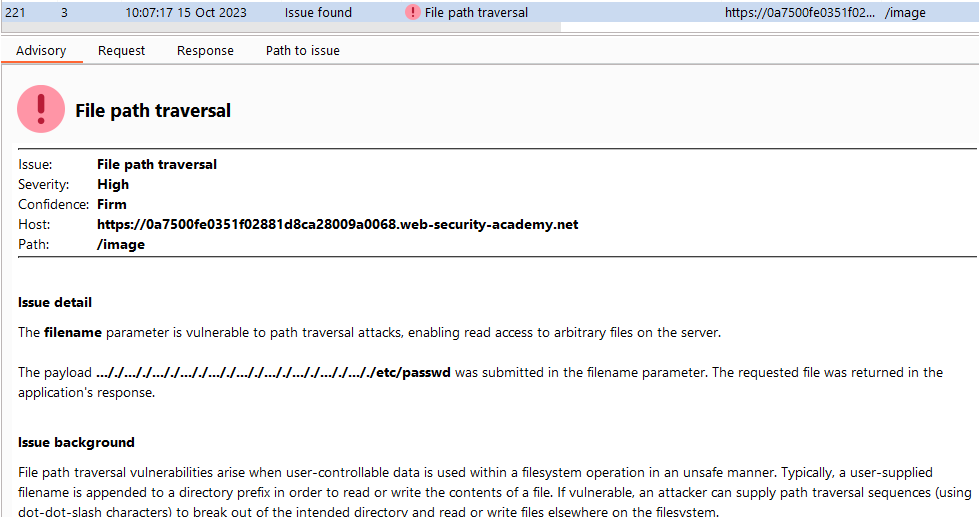 221 3 10:07:17 15 Oct 2023 Issue found File path traversal https://0a7500fe0351f02... /image
Advisory Request Response Path to issue
File path traversal
Issue: File path traversal
Severity: High
Confidence: Firm
Host: https://0a7500fe0351f02881d8ca28009a0068.web-security-academy.net
Path: /image
Issue detail
The filename parameter is vulnerable to path traversal attacks, enabling read access to arbitrary files on the server.
The payload ..././..././..././..././..././..././..././..././..././..././/etc/passwd was submitted in the filename parameter. The requested file was returned in the
application's response.
Issue background
File path traversal vulnerabilities arise when user-controllable data is used within a filesystem operation in an unsafe manner. Typically, a user-supplied
filename is appended to a directory prefix in order to read or write the contents of a file. If vulnerable, an attacker can supply path traversal sequences (using
dot-dot-slash characters) to break out of the intended directory and read or write files elsewhere on the filesystem.